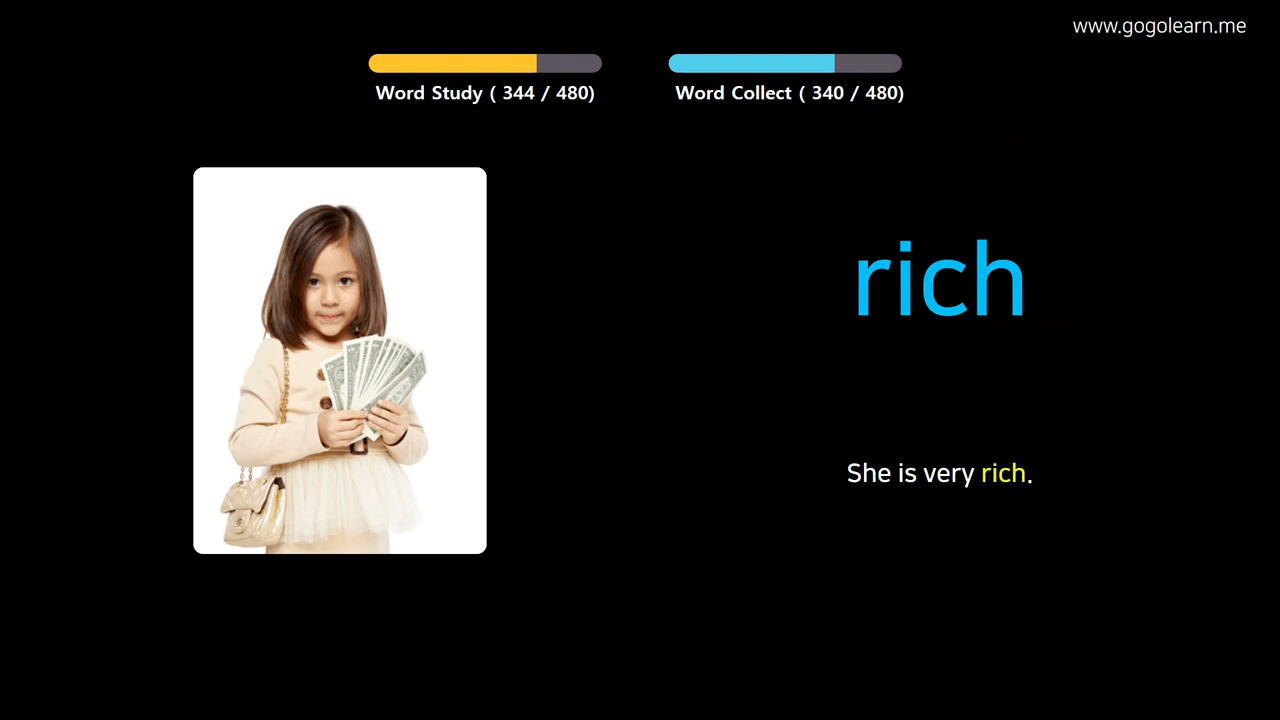 www.gogolearn.me
Word Study ( 344 / 480)
Word Collect ( 340 / 480)
rich
She is very rich.